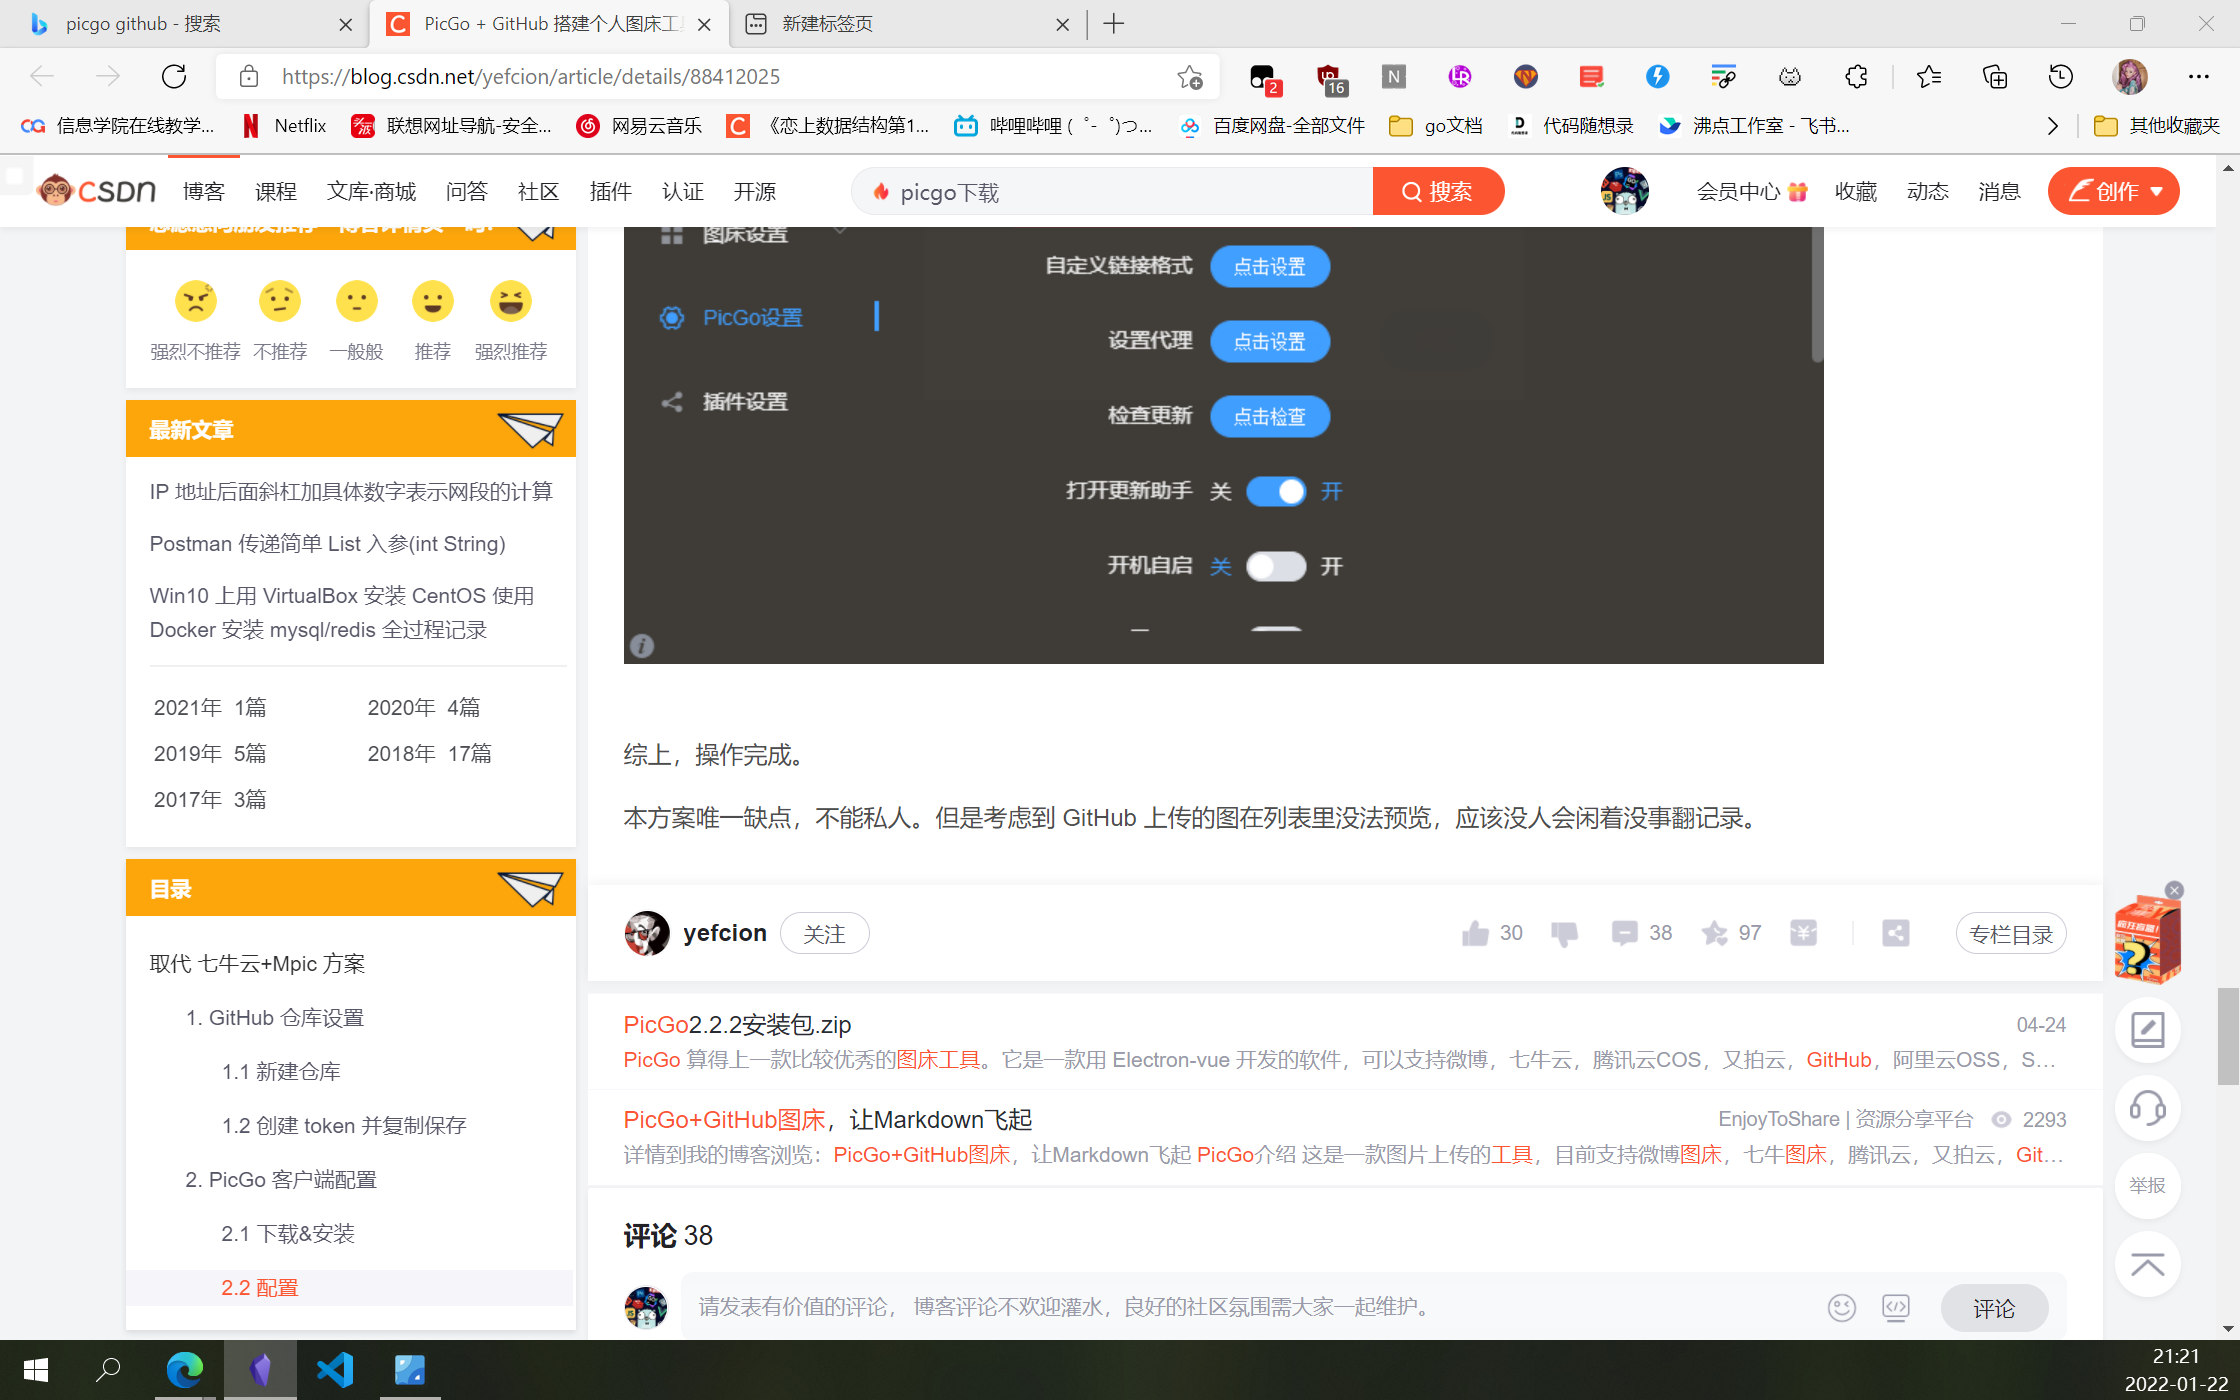 picgo github - 搜索
PicGo + GitHub 搭建个人图床工具
新建标签页
https://blog.csdn.net/yefcion/article/details/88412025
2
16
信息学院在线教学...
Netflix
联想网址导航-安全...
网易云音乐
《恋上数据结构第1...
哔哩哔哩 (゜-゜)つ...
百度网盘-全部文件
go文档
代码随想录
沸点工作室 - 飞书...
其他收藏夹
CSDN
博客
课程
文库·商城
问答
社区
插件
认证
开源
picgo下载
搜索
会员中心
收藏
动态
消息
创作
强烈不推荐
不推荐
一般般
推荐
强烈推荐
最新文章
IP 地址后面斜杠加具体数字表示网段的计算
Postman 传递简单 List 入参(int String)
Win10 上用 VirtualBox 安装 CentOS 使用
Docker 安装 mysql/redis 全过程记录
2021年 1篇
2020年 4篇
2019年 5篇
2018年 17篇
2017年 3篇
目录
取代 七牛云+Mpic 方案
1. GitHub 仓库设置
1.1 新建仓库
1.2 创建 token 并复制保存
2. PicGo 客户端配置
2.1 下载&安装
2.2 配置
图床设置
PicGo设置
插件设置
自定义链接格式
点击设置
设置代理
点击设置
检查更新
点击检查
打开更新助手
关
开
开机自启
关
开
综上，操作完成。
本方案唯一缺点，不能私人。但是考虑到 GitHub 上传的图在列表里没法预览，应该没人会闲着没事翻记录。
yefcion
关注
30
38
97
专栏目录
PicGo2.2.2安装包.zip
04-24
PicGo 算得上一款比较优秀的图床工具。它是一款用 Electron-vue 开发的软件，可以支持微博，七牛云，腾讯云COS，又拍云，GitHub，阿里云OSS，S...
PicGo+GitHub图床，让Markdown飞起
EnjoyToShare | 资源分享平台
2293
详情到我的博客浏览：PicGo+GitHub图床，让Markdown飞起 PicGo介绍 这是一款图片上传的工具，目前支持微博图床，七牛图床，腾讯云，又拍云，Git...
评论 38
请发表有价值的评论， 博客评论不欢迎灌水，良好的社区氛围需大家一起维护。
评论
举报
21:21
2022-01-22